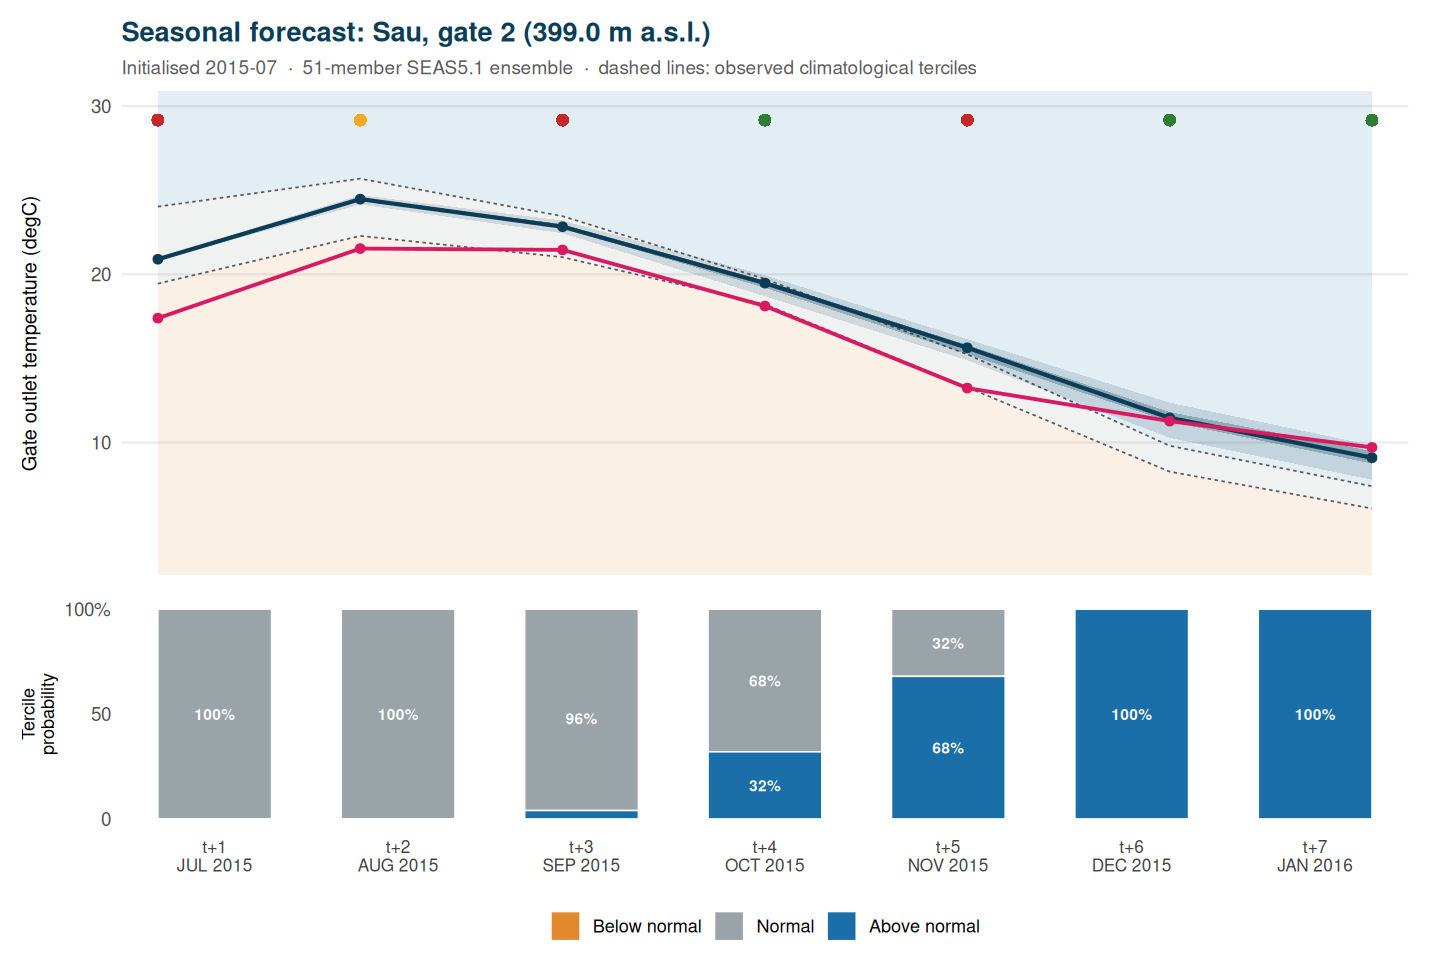 Seasonal forecast: Sau, gate 2 (399.0 m a.s.l.)
Initialised 2015-07 · 51-member SEAS5.1 ensemble · dashed lines: observed climatological terciles
Gate outlet temperature (degC)
30
20
10
Tercile
probability
100%
50
0
100%
100%
96%
68%
32%
32%
68%
100%
100%
t+1
JUL 2015
t+2
AUG 2015
t+3
SEP 2015
t+4
OCT 2015
t+5
NOV 2015
t+6
DEC 2015
t+7
JAN 2016
Below normal
Normal
Above normal